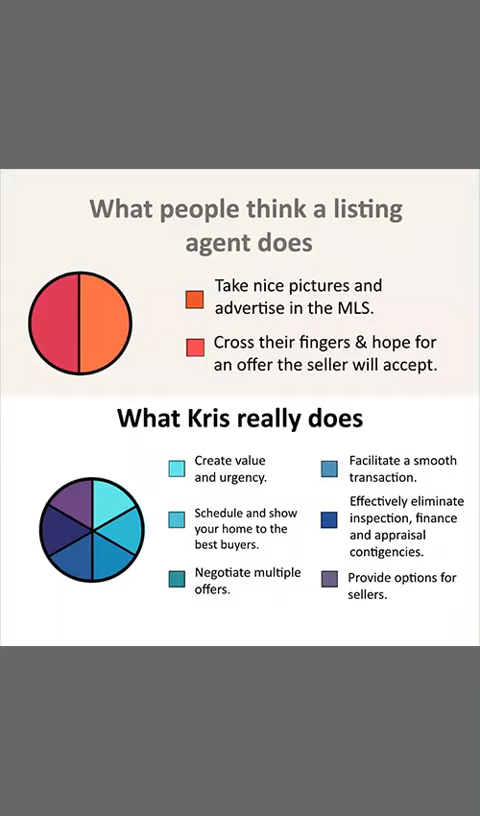 What people think a listing
agent does
Take nice pictures and
advertise in the MLS.
Cross their fingers & hope for
an offer the seller will accept.
What Kris really does
Create value
and urgency.
Schedule and show
your home to the
best buyers.
Negotiate multiple
offers.
Facilitate a smooth
transaction.
Effectively eliminate
inspection, finance
and appraisal
contigencies.
Provide options for
sellers.